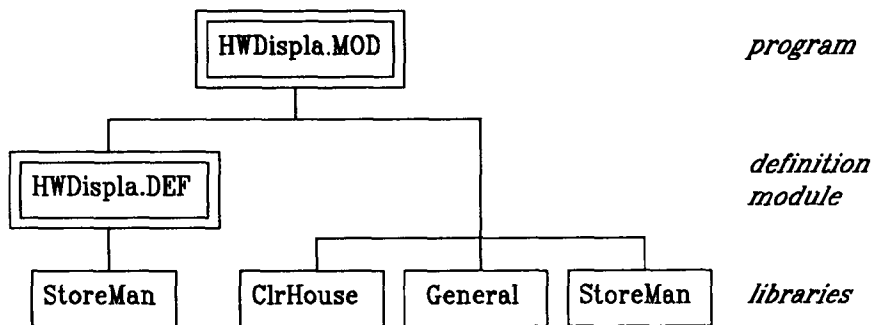 HWDispla.MOD
program
HWDispla.DEF
definition
module
StoreMan
ClrHouse
General
StoreMan
libraries